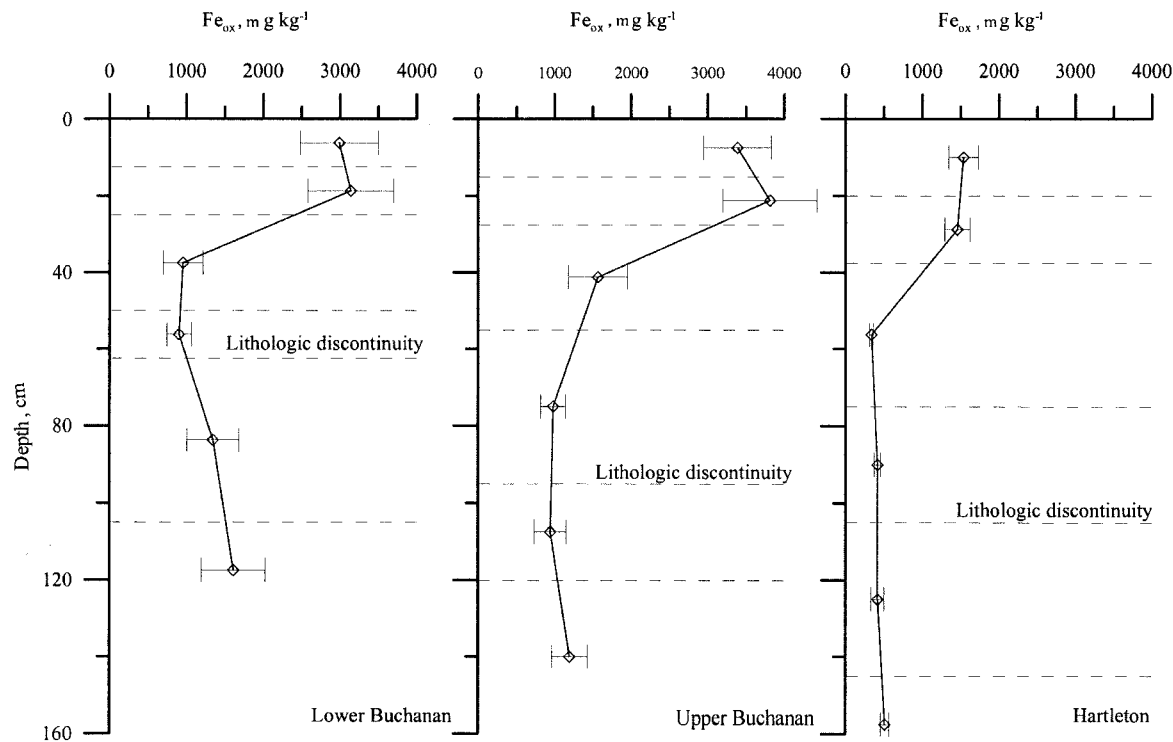 Fe_ox , mg kg⁻¹ Fe_ox , mg kg⁻¹ Fe_ox , mg kg⁻¹
0 1000 2000 3000 4000 0 1000 2000 3000 4000 0 1000 2000 3000 4000
0
40
Lithologic discontinuity
80
Lithologic discontinuity
Lithologic discontinuity
120
160
Depth, cm
Lower Buchanan Upper Buchanan Hartleton